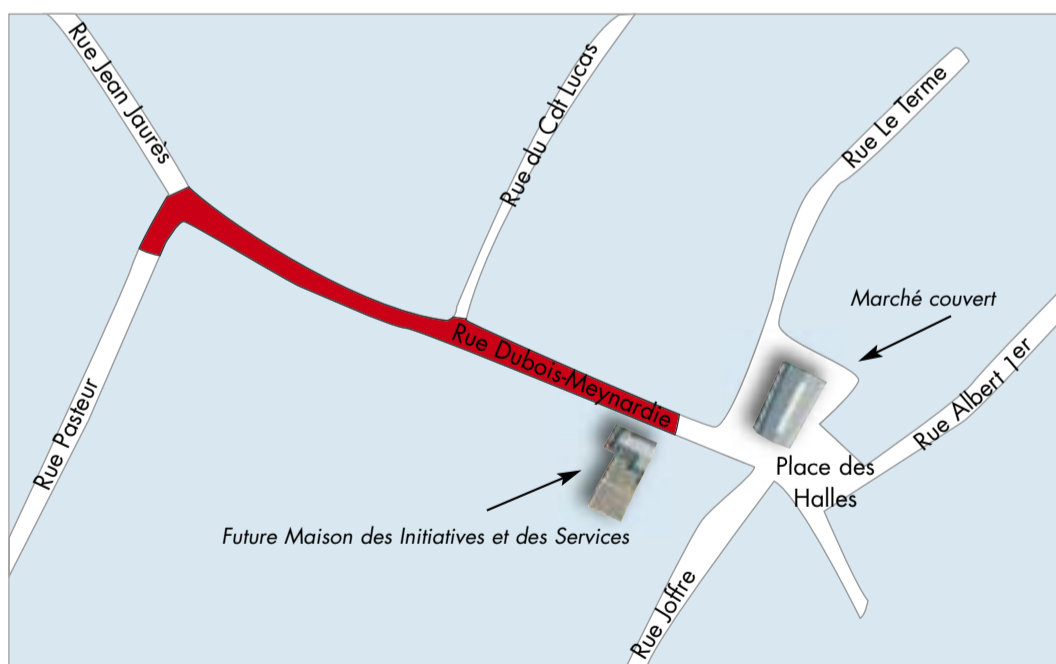 Rue Jean Jaurès
Rue du Cdt Lucas
Rue Le Terme
Marché couvert
Rue Dubois-Meynardie
Rue Albert 1er
Rue Pasteur
Place des
Halles
Future Maison des Initiatives et des Services
Rue Joffre